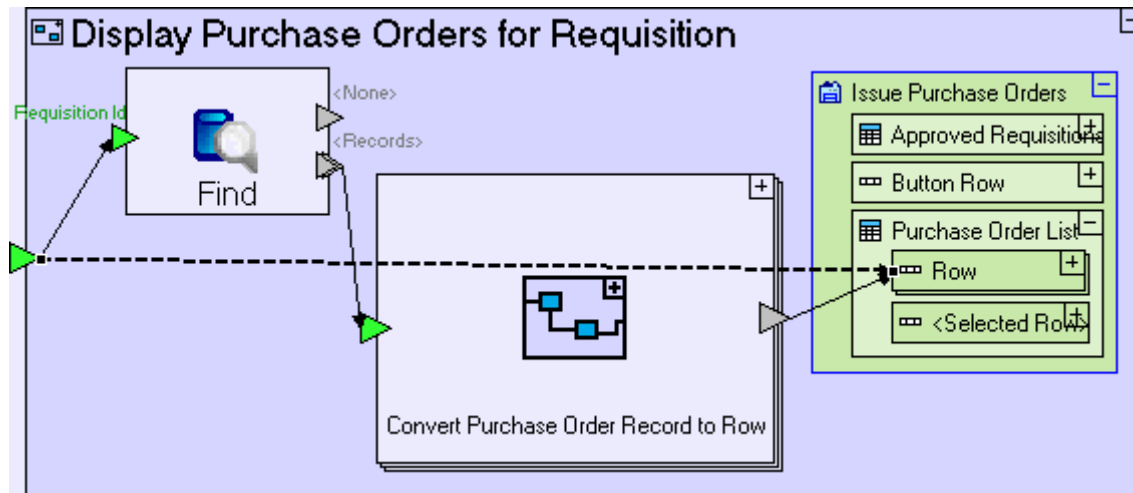 Display Purchase Orders for Requisition
<None>
Requisition Id
<Records>
Find
Convert Purchase Order Record to Row
Issue Purchase Orders
Approved Requisitions
Button Row
Purchase Order List
Row
<Selected Row>